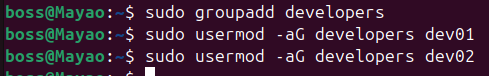 boss@Mayao:~$ sudo groupadd developers
boss@Mayao:~$ sudo usermod -aG developers dev01
boss@Mayao:~$ sudo usermod -aG developers dev02
boss@Mayao:~$